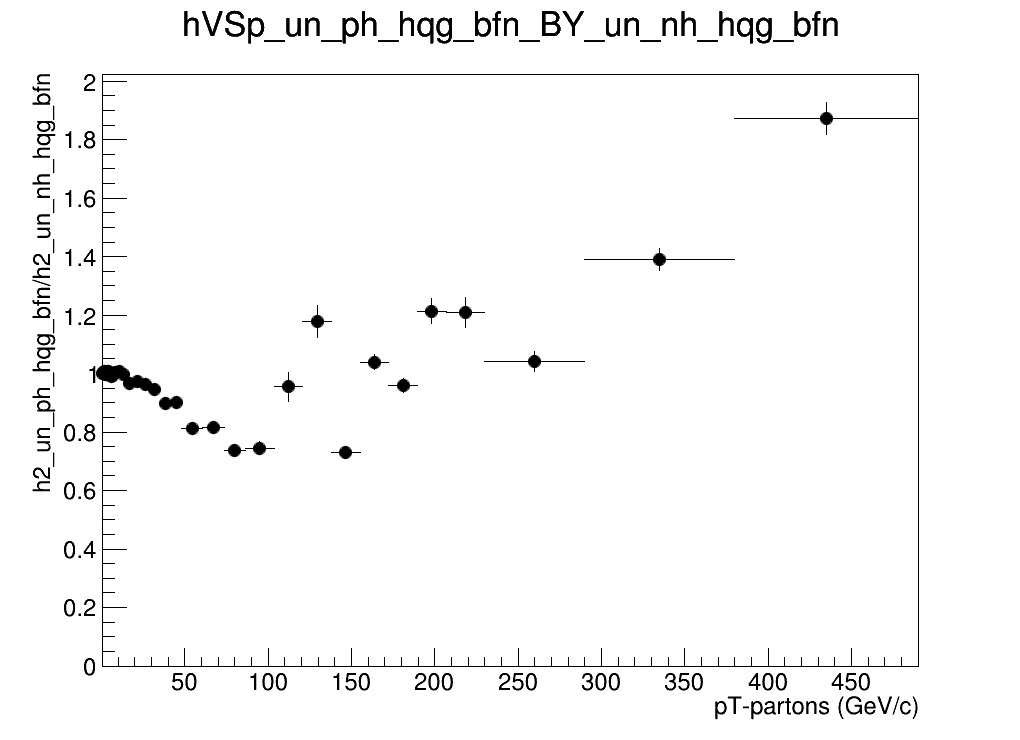 hVSp_un_ph_hqg_bfn_BY_un_nh_hqg_bfn
h2_un_ph_hqg_bfn/h2_un_nh_hqg_bfn
2
1.8
1.6
1.4
1.2
1
0.8
0.6
0.4
0.2
0
50 100 150 200 250 300 350 400 450
pT-partons (GeV/c)